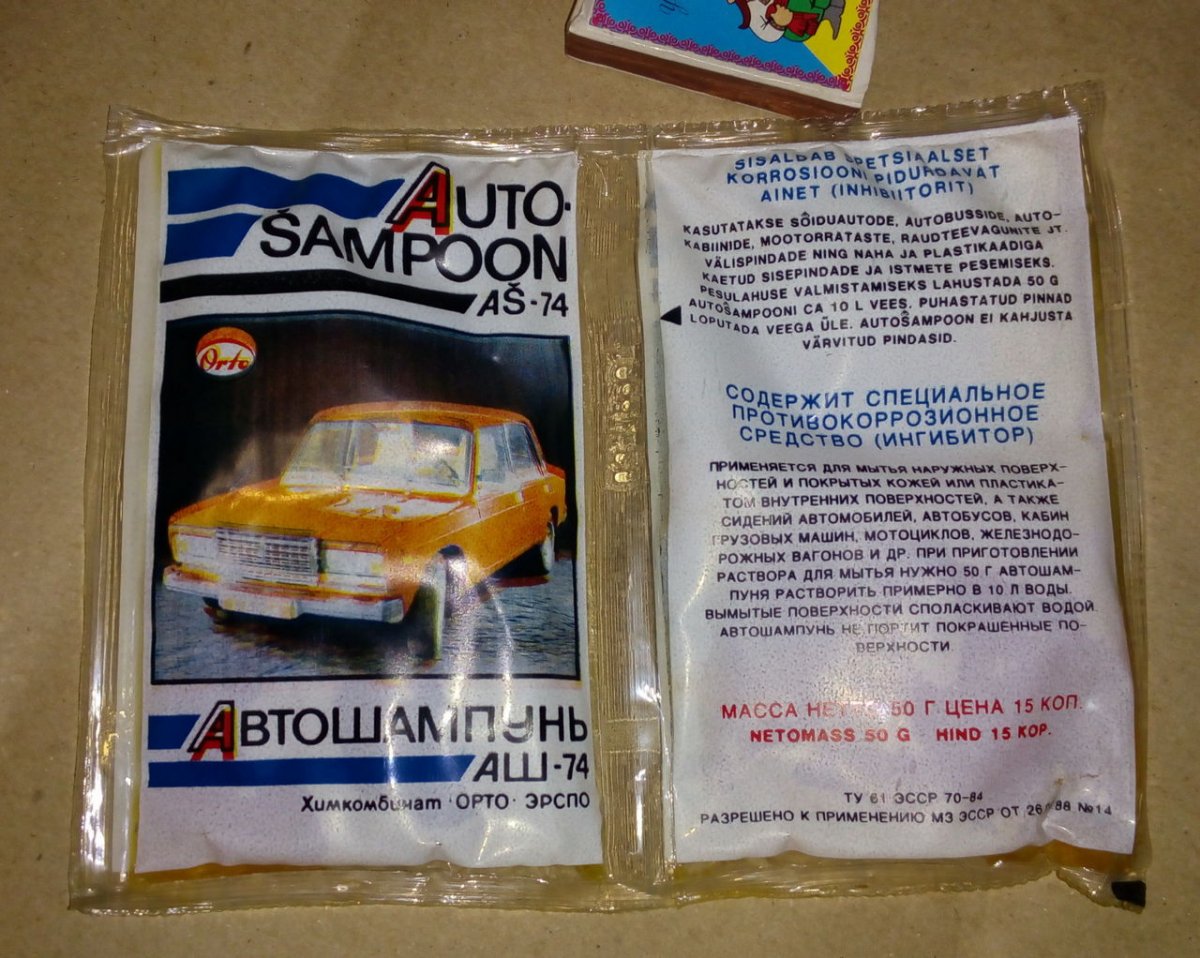 AUTO-
ŠAMPOON
AŠ-74
Orto
АВТОШАМПУНЬ
АШ-74
Химкомбинат "ОРТО" ЭРСПО
SISALDAB SPETSIAALSET
KORROSIOONI PIDURDAVAT
AINET (INHIBIITORIT)
KASUTATAKSE SÕIDUAUTODE, AUTOBUSSIDE, AUTO-
KABIINIDE, MOOTORRATASTE, RAUDTEEVAGUNITE JT.
VÄLISPINDADE NING NAHA JA PLASTIKAADIGA
KAETUD SISEPINDADE JA ISTMETE PESEMISEKS.
PESULAHUSE VALMISTAMISEKS LAHUSTADA 50 G
AUTOŠAMPOONI CA 10 L VEES. PUHASTATUD PINNAD
LOPUTADA VEEGA ÜLE. AUTOŠAMPOON EI KAHJUSTA
VÄRVITUD PINDASID.
СОДЕРЖИТ СПЕЦИАЛЬНОЕ
ПРОТИВОКОРРОЗИОННОЕ
СРЕДСТВО (ИНГИБИТОР)
ПРИМЕНЯЕТСЯ ДЛЯ МЫТЬЯ НАРУЖНЫХ ПОВЕРХ-
НОСТЕЙ И ПОКРЫТЫХ КОЖЕЙ ИЛИ ПЛАСТИКА-
ТОМ ВНУТРЕННИХ ПОВЕРХНОСТЕЙ, А ТАКЖЕ
СИДЕНИЙ АВТОМОБИЛЕЙ, АВТОБУСОВ, КАБИН
ГРУЗОВЫХ МАШИН, МОТОЦИКЛОВ, ЖЕЛЕЗНОДО-
РОЖНЫХ ВАГОНОВ И ДР. ПРИ ПРИГОТОВЛЕНИИ
РАСТВОРА ДЛЯ МЫТЬЯ НУЖНО 50 Г АВТОШАМ-
ПУНЯ РАСТВОРИТЬ ПРИМЕРНО В 10 Л ВОДЫ.
ВЫМЫТЫЕ ПОВЕРХНОСТИ СПОЛАСКИВАЮТ ВОДОЙ.
АВТОШАМПУНЬ НЕ ПОРТИТ ПОКРАШЕННЫЕ ПО-
ВЕРХНОСТИ.
МАССА НЕТТО 50 Г ЦЕНА 15 КОП.
NETOMASS 50 G HIND 15 KOP.
ТУ 61 ЭССР 70-84
РАЗРЕШЕНО К ПРИМЕНЕНИЮ МЗ ЭССР ОТ №14